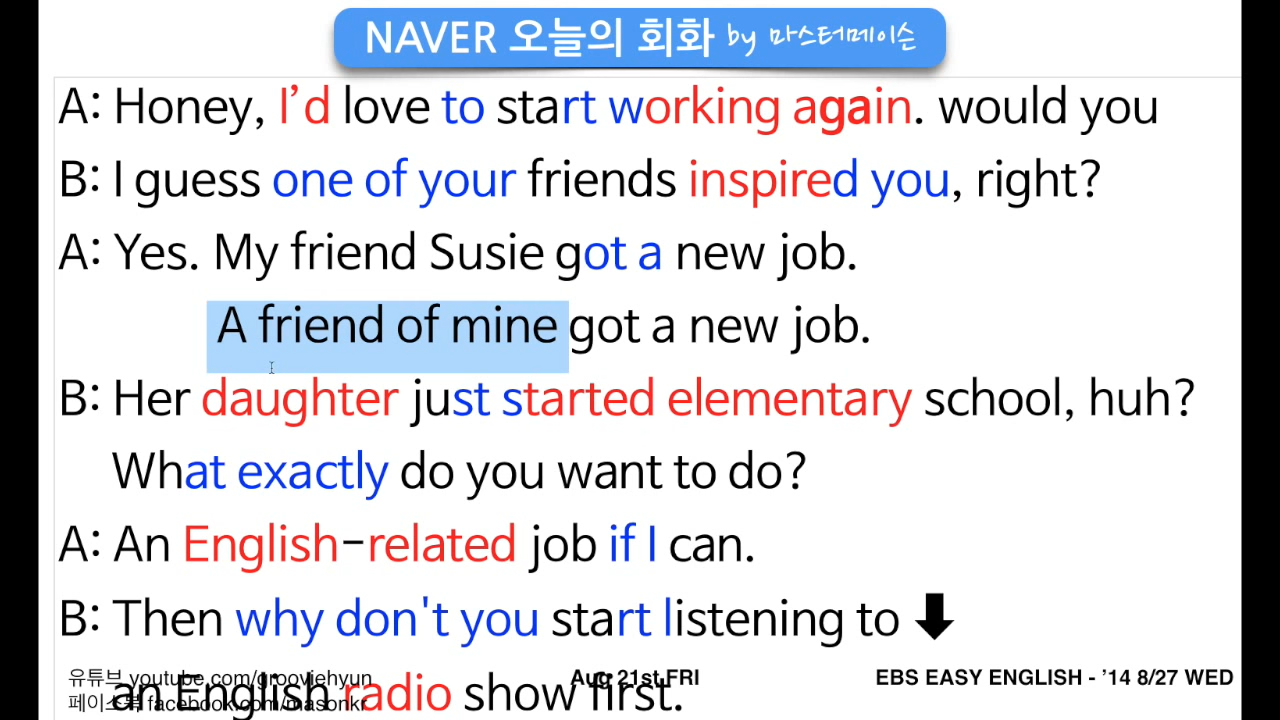 NAVER 오늘의 회화 by 마스터메이슨
A: Honey, I’d love to start working again. would you
B: I guess one of your friends inspired you, right?
A: Yes. My friend Susie got a new job.
A friend of mine got a new job.
B: Her daughter just started elementary school, huh?
What exactly do you want to do?
A: An English-related job if I can.
B: Then why don't you start listening to ⬇
an English radio show first.
유튜브 youtube.com/grooviehyun
페이스북 facebook.com/masonkr
Aug 21st FRI
EBS EASY ENGLISH - ’14 8/27 WED